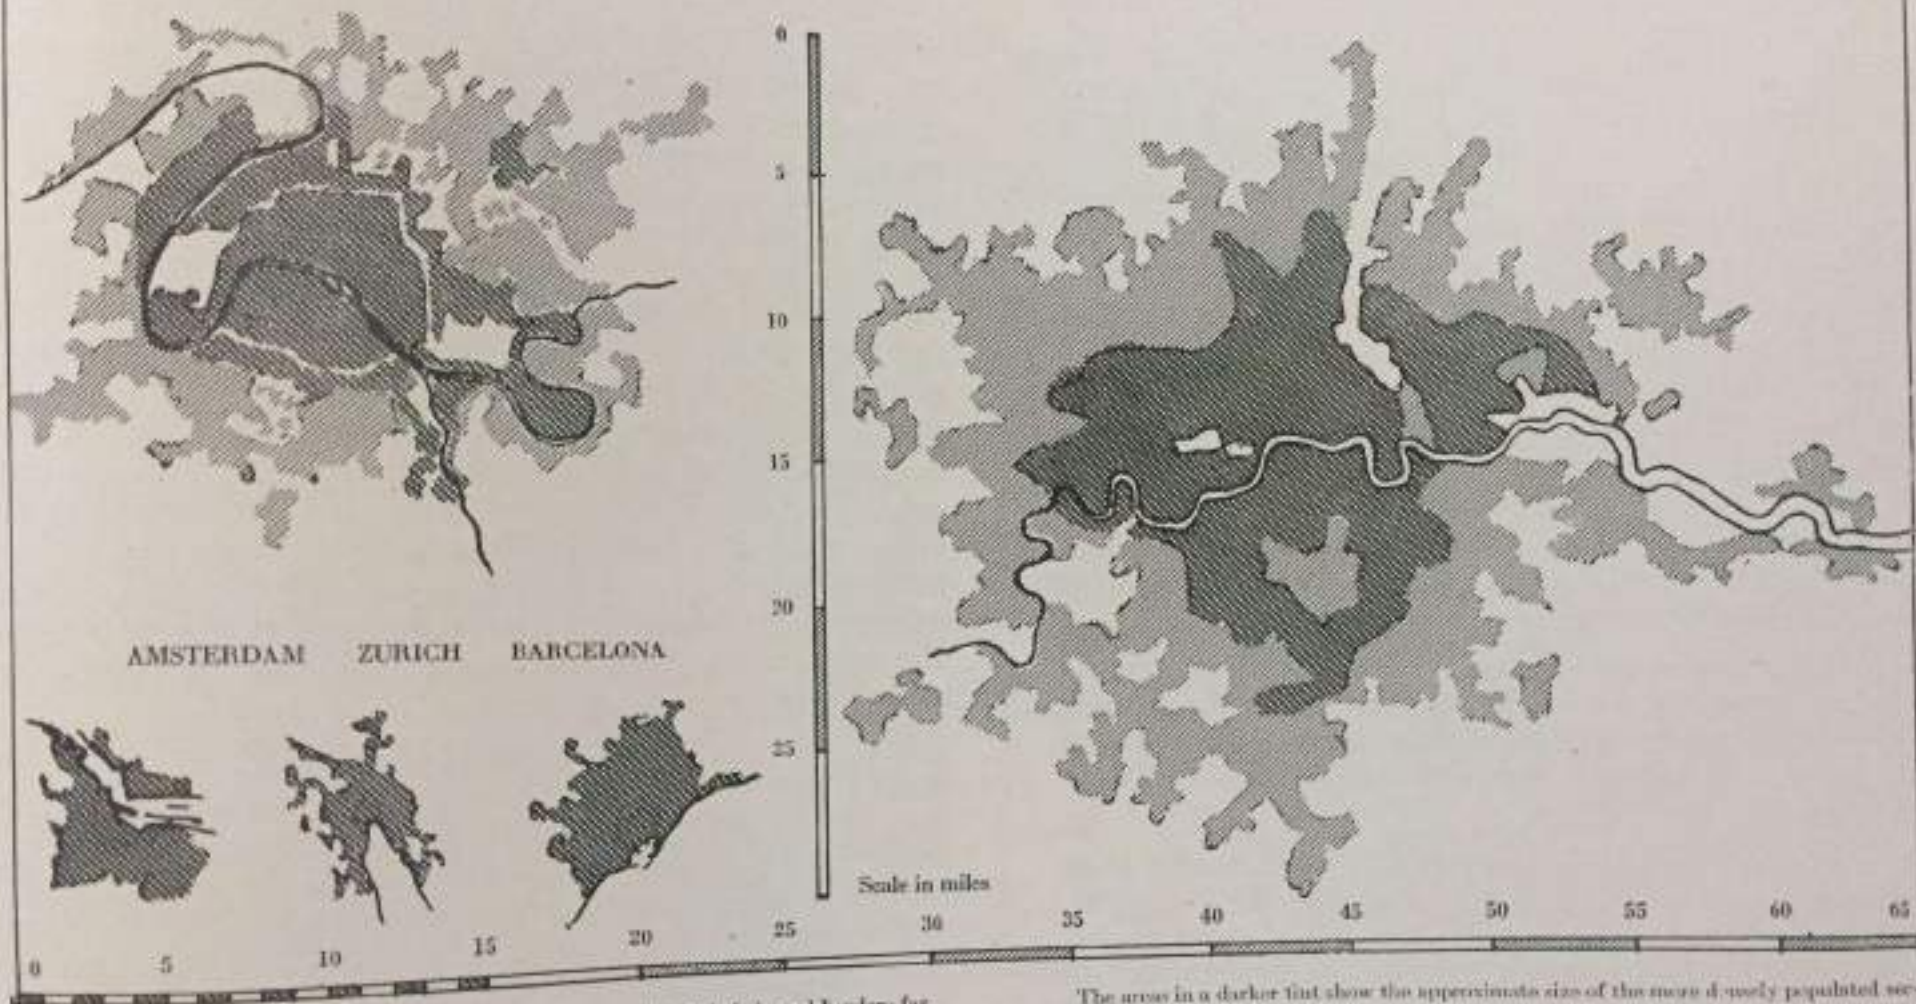 0
5
10
15
20
25
AMSTERDAM ZURICH BARCELONA
Scale in miles
0 5 10 15 20 25 30 35 40 45 50 55 60 65
The areas in a darker tint show the approximate size of the more densely populated sec-